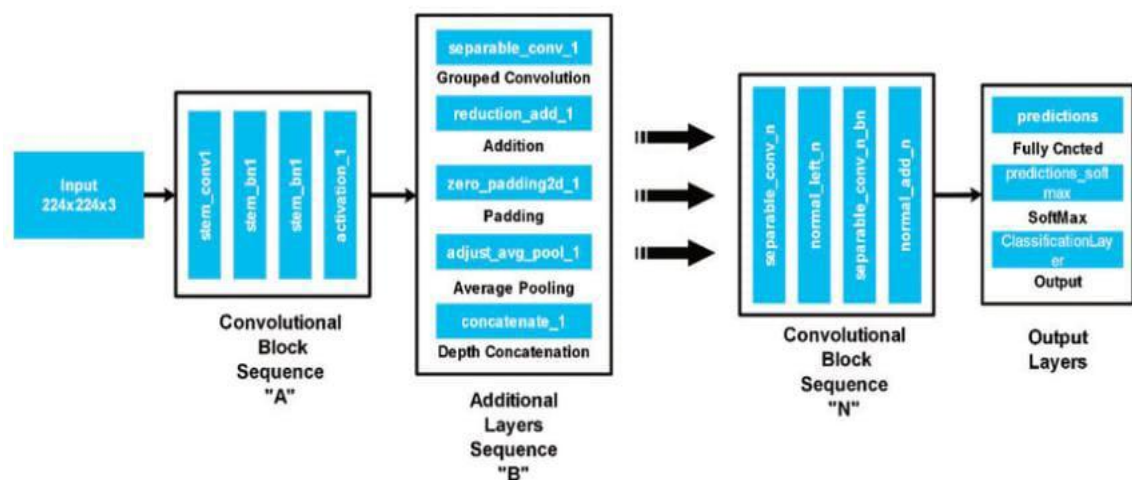 Input
224x224x3
stem_conv1
stem_bn1
stem_bn1
activation_1
Convolutional
Block
Sequence
"A"
separable_conv_1
Grouped Convolution
reduction_add_1
Addition
zero_padding2d_1
Padding
adjust_avg_pool_1
Average Pooling
concatenate_1
Depth Concatenation
Additional
Layers
Sequence
"B"
separable_conv_n
normal_left_n
separable_conv_n_bn
normal_add_n
Convolutional
Block
Sequence
"N"
predictions
Fully Cncted
predictions_soft
max
SoftMax
ClassificationLay
er
Output
Output
Layers